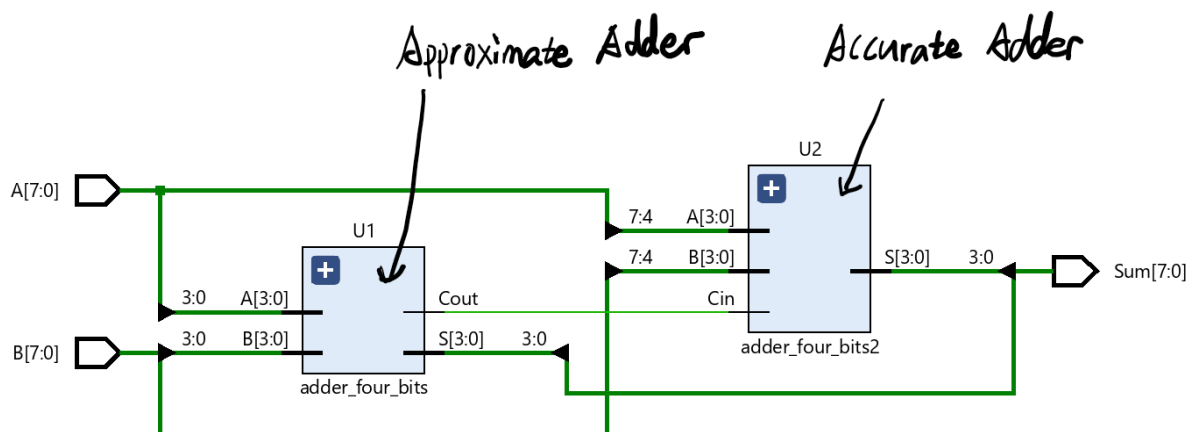 Approximate Adder
Accurate Adder
U2
A[7:0]
7:4 A[3:0]
U1
7:4 B[3:0]
S[3:0] 3:0
Sum[7:0]
3:0 A[3:0]
Cout
Cin
B[7:0]
3:0 B[3:0]
S[3:0] 3:0
adder_four_bits2
adder_four_bits